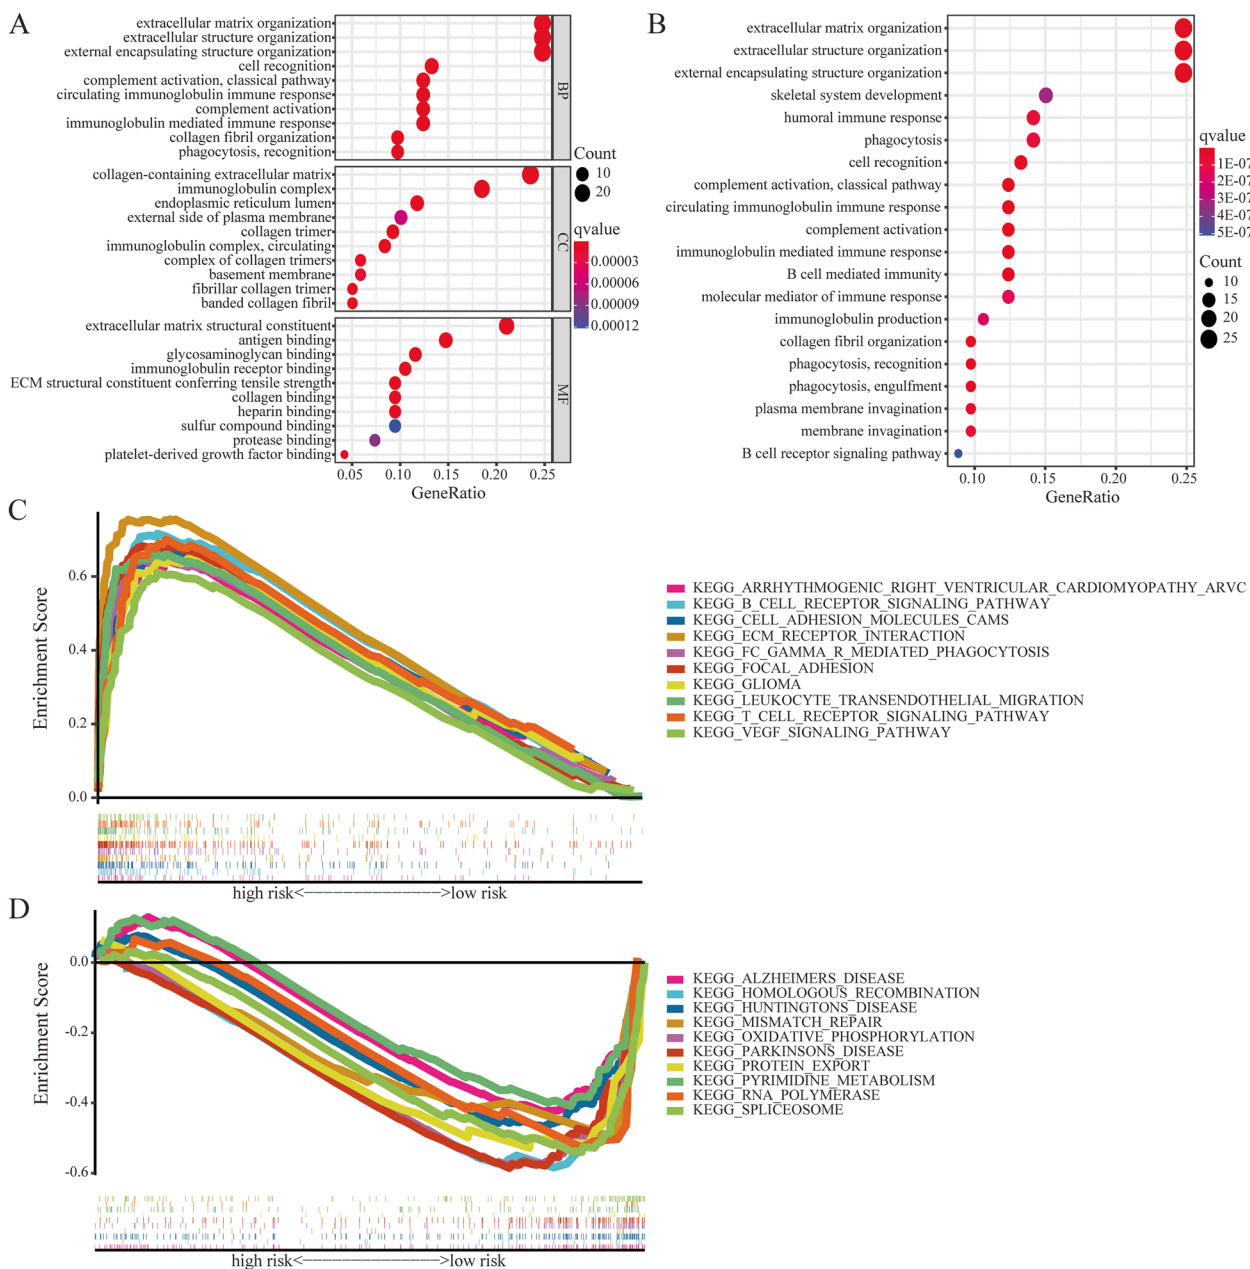 A
extracellular matrix organization
extracellular structure organization
external encapsulating structure organization
cell recognition
complement activation, classical pathway
circulating immunoglobulin immune response
complement activation
immunoglobulin mediated immune response
collagen fibril organization
phagocytosis, recognition
BP
collagen-containing extracellular matrix
immunoglobulin complex
endoplasmic reticulum lumen
external side of plasma membrane
collagen trimer
immunoglobulin complex, circulating
complex of collagen trimers
basement membrane
fibrillar collagen trimer
banded collagen fibril
CC
extracellular matrix structural constituent
antigen binding
glycosaminoglycan binding
immunoglobulin receptor binding
ECM structural constituent conferring tensile strength
collagen binding
heparin binding
sulfur compound binding
protease binding
platelet-derived growth factor binding
MF
0.05 0.10 0.15 0.20 0.25
GeneRatio
Count
10
20
qvalue
0.00003
0.00006
0.00009
0.00012
B
extracellular matrix organization
extracellular structure organization
external encapsulating structure organization
skeletal system development
humoral immune response
phagocytosis
cell recognition
complement activation, classical pathway
circulating immunoglobulin immune response
complement activation
immunoglobulin mediated immune response
B cell mediated immunity
molecular mediator of immune response
immunoglobulin production
collagen fibril organization
phagocytosis, recognition
phagocytosis, engulfment
plasma membrane invagination
membrane invagination
B cell receptor signaling pathway
0.10 0.15 0.20 0.25
GeneRatio
qvalue
1E-07
2E-07
3E-07
4E-07
5E-07
Count
10
15
20
25
C
Enrichment Score
0.6
0.4
0.2
0.0
high risk<--------------->low risk
KEGG_ARRHYTHMOGENIC_RIGHT_VENTRICULAR_CARDIOMYOPATHY_ARVC
KEGG_B_CELL_RECEPTOR_SIGNALING_PATHWAY
KEGG_CELL_ADHESION_MOLECULES_CAMS
KEGG_ECM_RECEPTOR_INTERACTION
KEGG_FC_GAMMA_R_MEDIATED_PHAGOCYTOSIS
KEGG_FOCAL_ADHESION
KEGG_GLIOMA
KEGG_LEUKOCYTE_TRANSENDOTHELIAL_MIGRATION
KEGG_T_CELL_RECEPTOR_SIGNALING_PATHWAY
KEGG_VEGF_SIGNALING_PATHWAY
D
Enrichment Score
0.0
-0.2
-0.4
-0.6
high risk<--------------->low risk
KEGG_ALZHEIMERS_DISEASE
KEGG_HOMOLOGOUS_RECOMBINATION
KEGG_HUNTINGTONS_DISEASE
KEGG_MISMATCH_REPAIR
KEGG_OXIDATIVE_PHOSPHORYLATION
KEGG_PARKINSONS_DISEASE
KEGG_PROTEIN_EXPORT
KEGG_PYRIMIDINE_METABOLISM
KEGG_RNA_POLYMERASE
KEGG_SPLICEOSOME